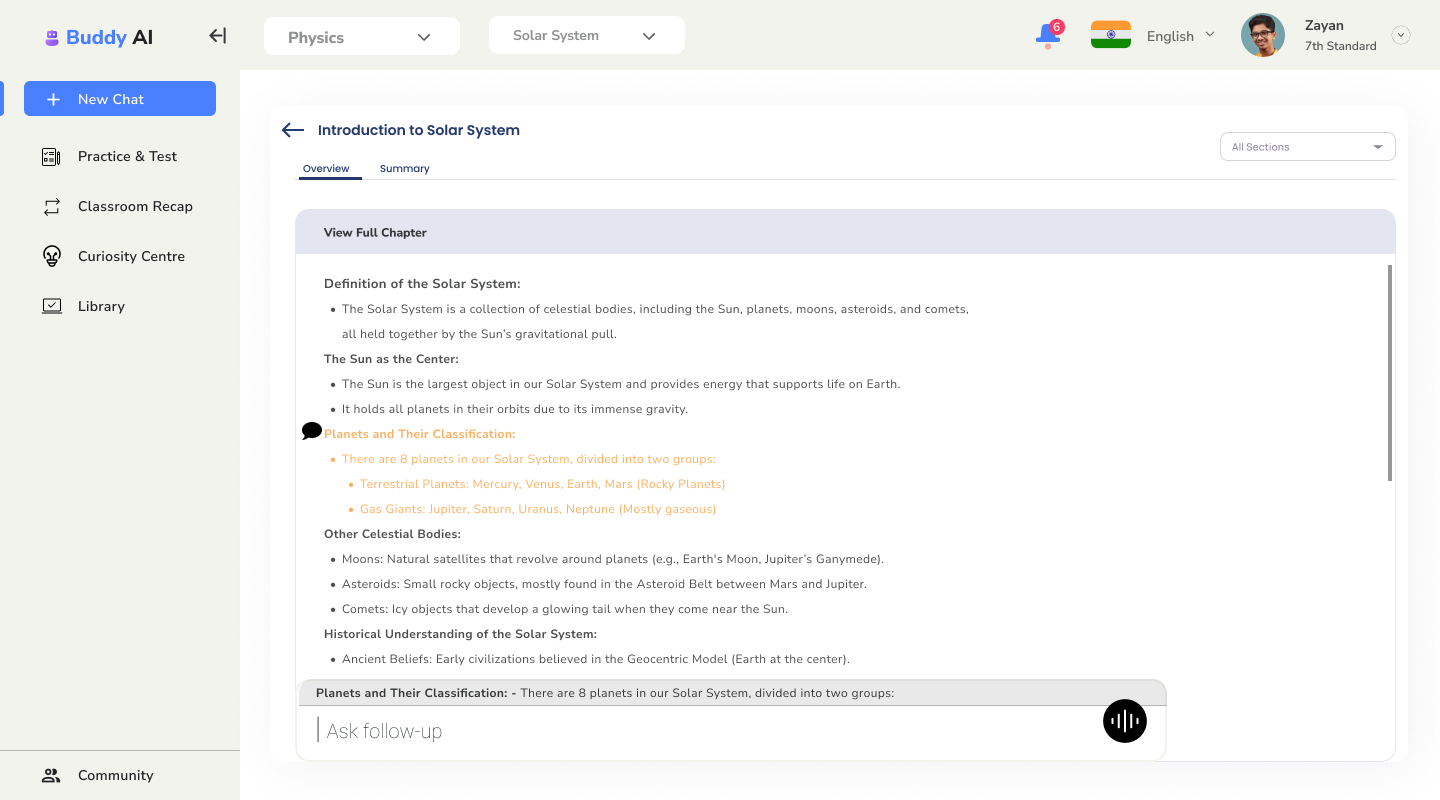 Buddy AI
Physics
Solar System
6
English
Zayan
7th Standard
New Chat
Practice & Test
Classroom Recap
Curiosity Centre
Library
Community
Introduction to Solar System
All Sections
Overview
Summary
View Full Chapter
Definition of the Solar System:
• The Solar System is a collection of celestial bodies, including the Sun, planets, moons, asteroids, and comets,
all held together by the Sun’s gravitational pull.
The Sun as the Center:
• The Sun is the largest object in our Solar System and provides energy that supports life on Earth.
• It holds all planets in their orbits due to its immense gravity.
Planets and Their Classification:
• There are 8 planets in our Solar System, divided into two groups:
• Terrestrial Planets: Mercury, Venus, Earth, Mars (Rocky Planets)
• Gas Giants: Jupiter, Saturn, Uranus, Neptune (Mostly gaseous)
Other Celestial Bodies:
• Moons: Natural satellites that revolve around planets (e.g., Earth's Moon, Jupiter’s Ganymede).
• Asteroids: Small rocky objects, mostly found in the Asteroid Belt between Mars and Jupiter.
• Comets: Icy objects that develop a glowing tail when they come near the Sun.
Historical Understanding of the Solar System:
• Ancient Beliefs: Early civilizations believed in the Geocentric Model (Earth at the center).
Planets and Their Classification: - There are 8 planets in our Solar System, divided into two groups:
Ask follow-up